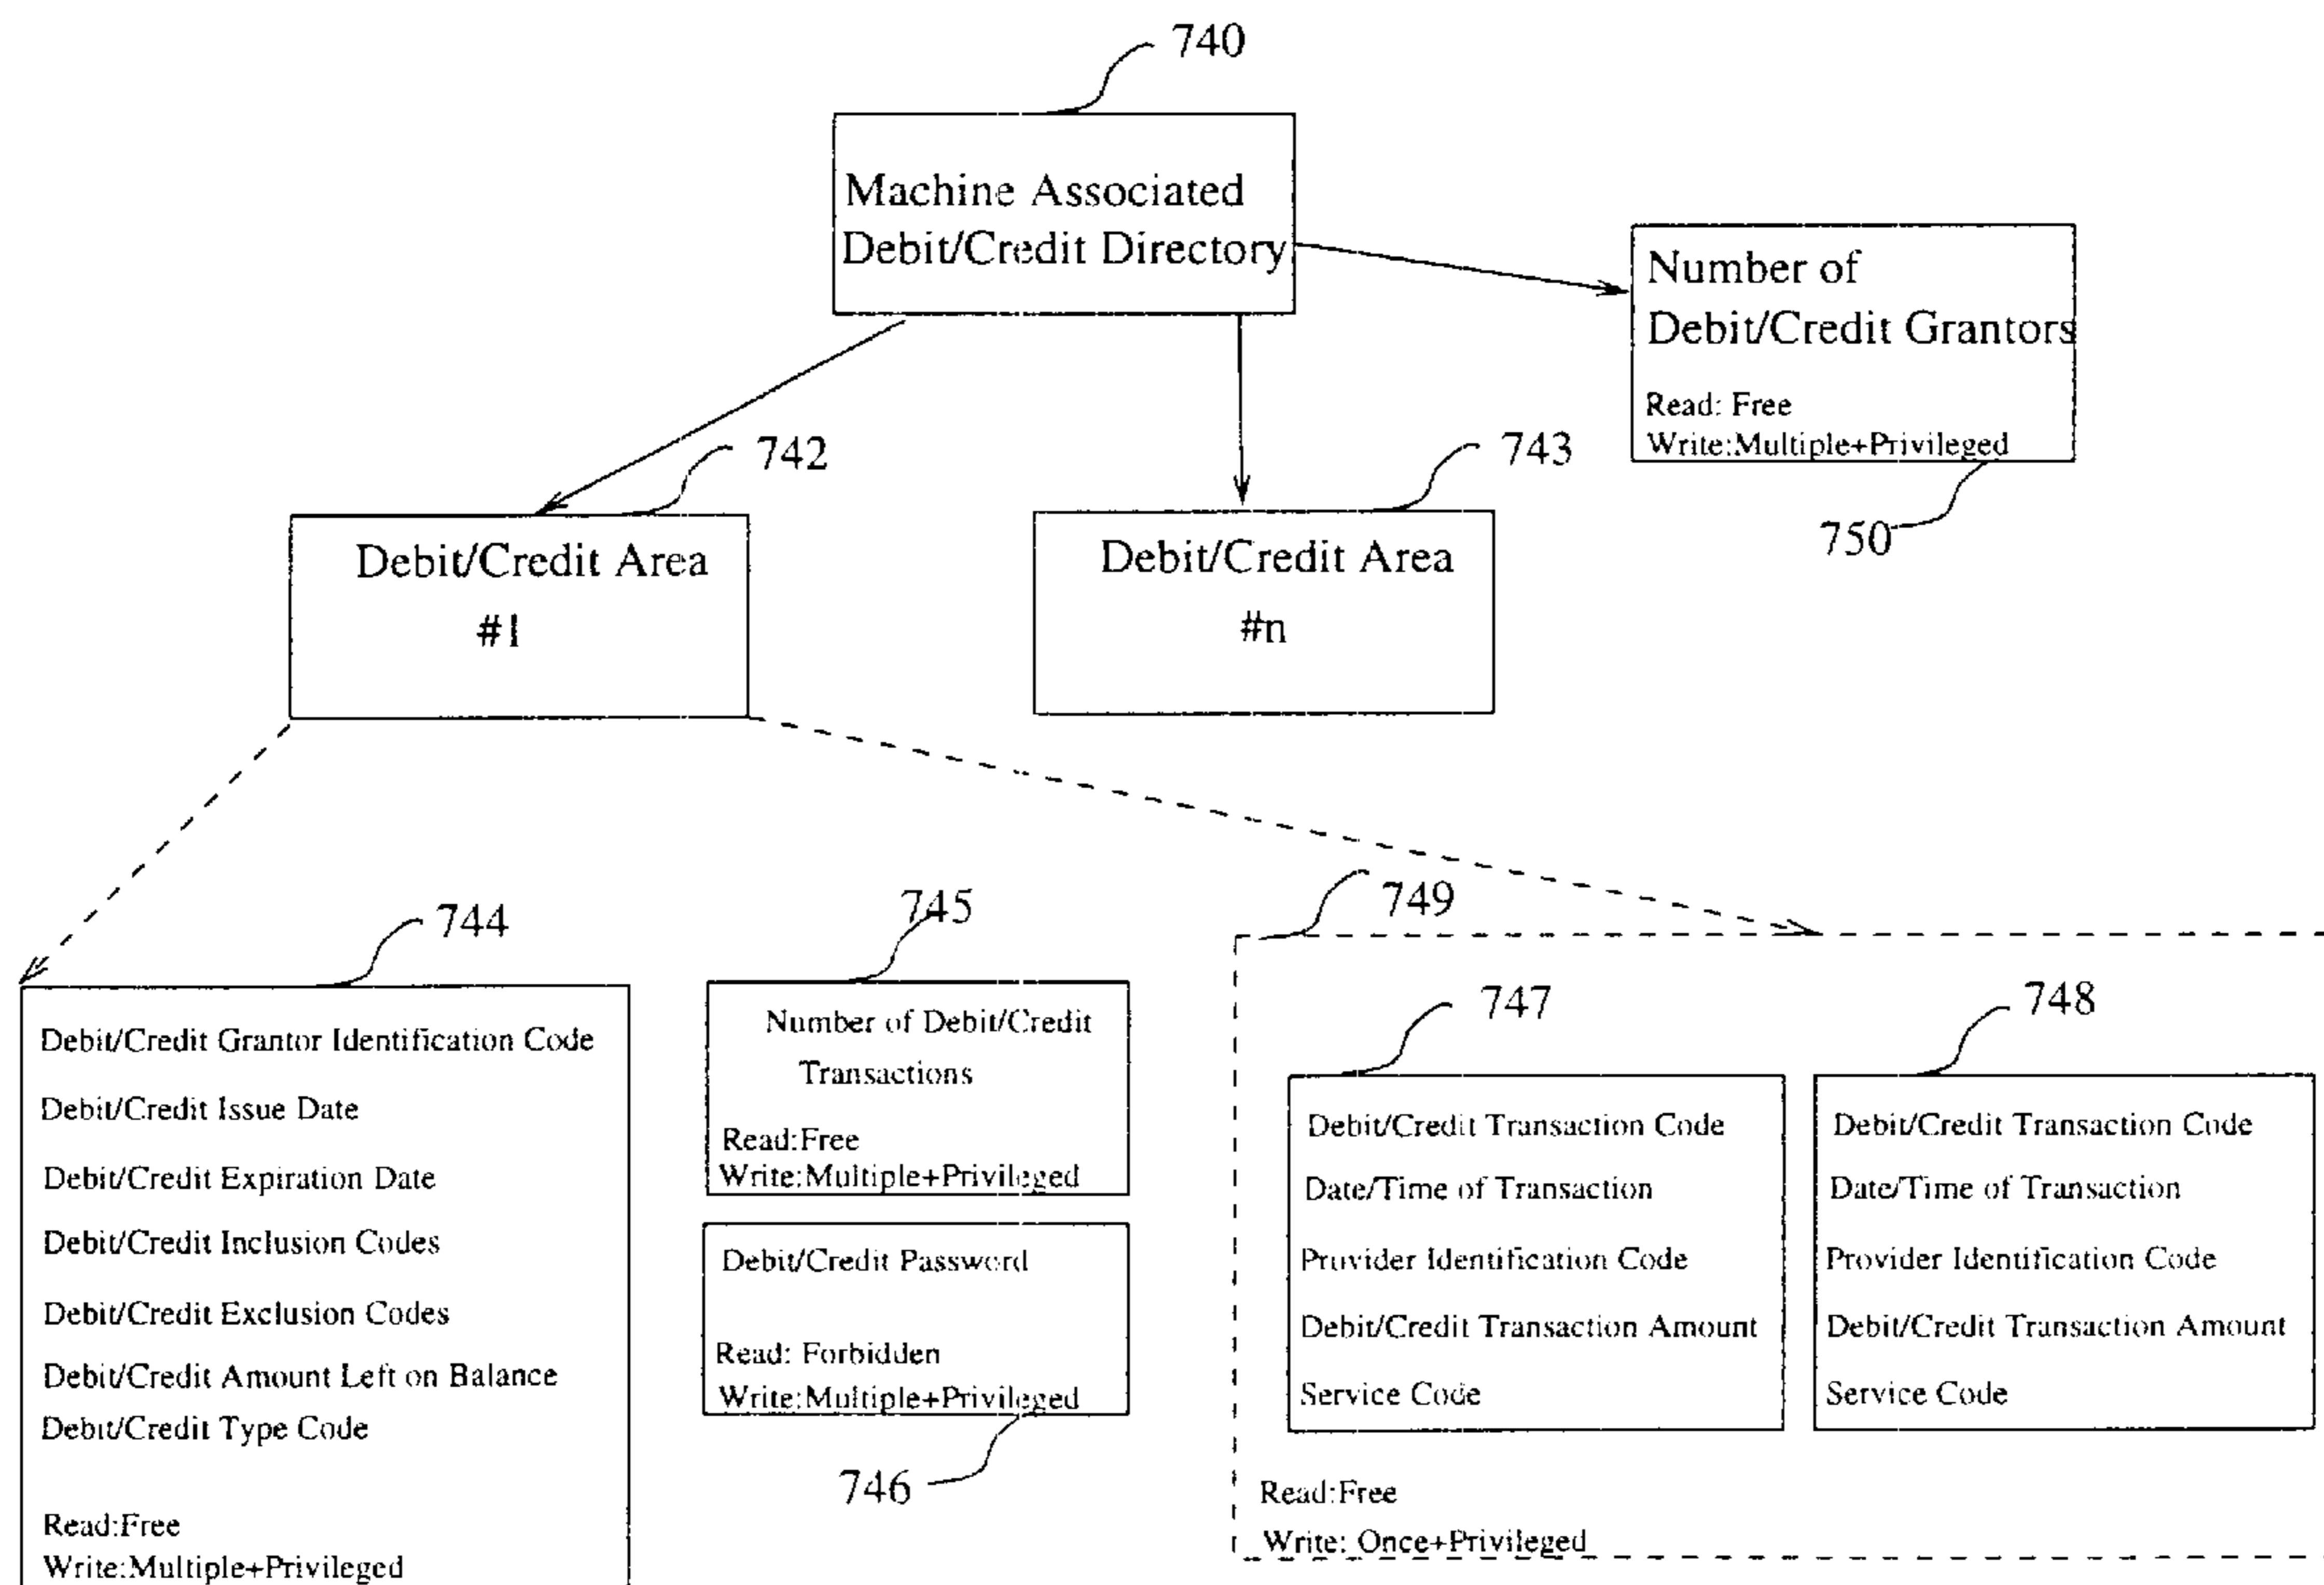 740
Machine Associated
Debit/Credit Directory
Number of
Debit/Credit Grantors
Read: Free
Write:Multiple+Privileged
750
742
Debit/Credit Area
#1
743
Debit/Credit Area
#n
744
Debit/Credit Grantor Identification Code
Debit/Credit Issue Date
Debit/Credit Expiration Date
Debit/Credit Inclusion Codes
Debit/Credit Exclusion Codes
Debit/Credit Amount Left on Balance
Debit/Credit Type Code
Read:Free
Write:Multiple+Privileged
745
Number of Debit/Credit
Transactions
Read:Free
Write:Multiple+Privileged
Debit/Credit Password
Read: Forbidden
Write:Multiple+Privileged
746
749
747
Debit/Credit Transaction Code
Date/Time of Transaction
Provider Identification Code
Debit/Credit Transaction Amount
Service Code
748
Debit/Credit Transaction Code
Date/Time of Transaction
Provider Identification Code
Debit/Credit Transaction Amount
Service Code
Read:Free
Write: Once+Privileged